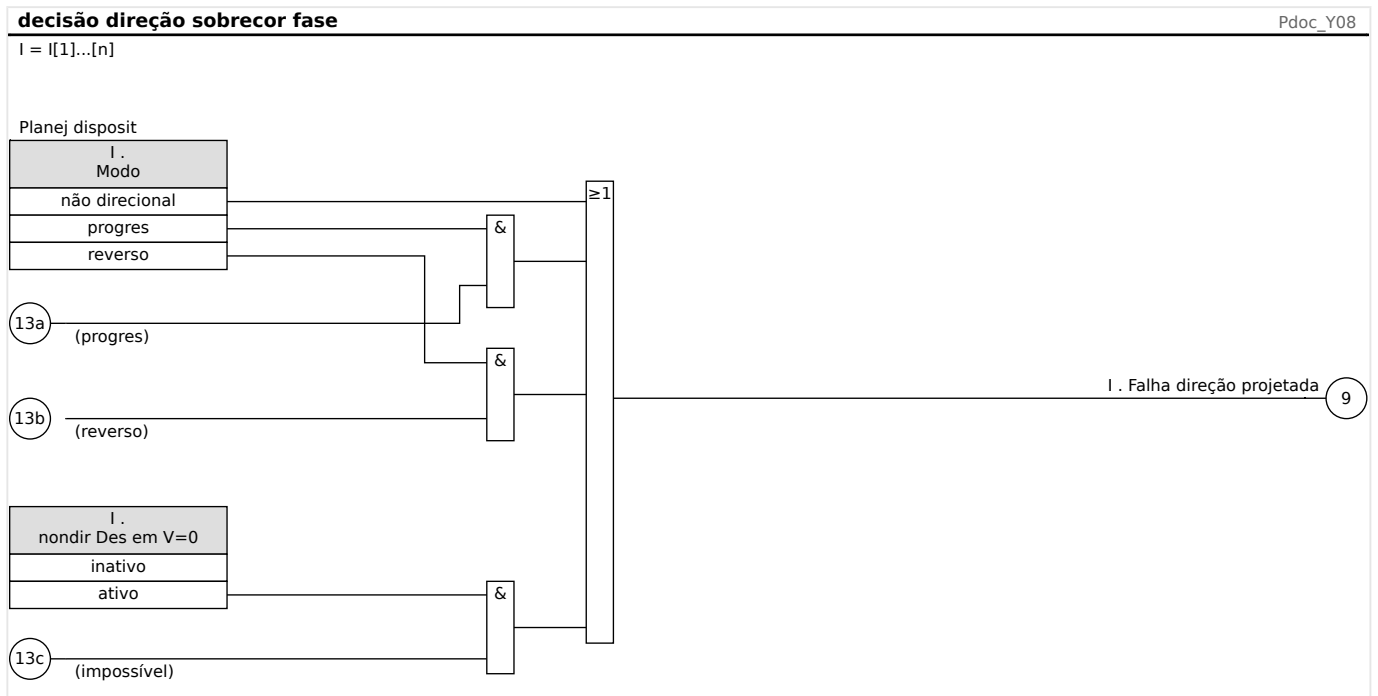 decisão direção sobrecor fase
Pdoc_Y08
I = I[1]...[n]
Planej disposit
I .
Modo
não direcional
progres
reverso
≥1
&
13a
(progres)
&
13b
(reverso)
I . Falha direção projetada
9
I .
nondir Des em V=0
inativo
ativo
&
13c
(impossível)